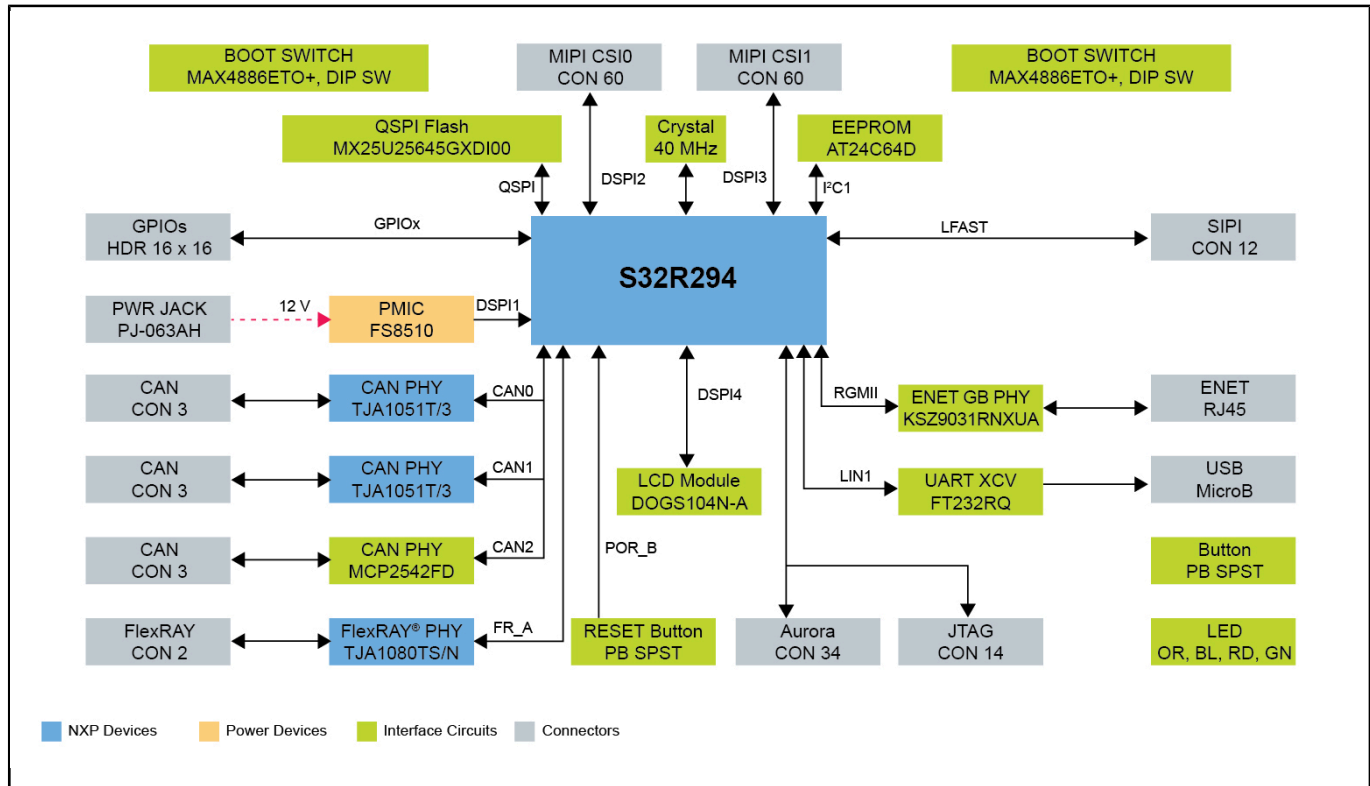 BOOT SWITCH
MAX4886ETO+, DIP SW
MIPI CSI0
CON 60
MIPI CSI1
CON 60
BOOT SWITCH
MAX4886ETO+, DIP SW
QSPI Flash
MX25U25645GXDI00
Crystal
40 MHz
EEPROM
AT24C64D
QSPI
DSPI2
DSPI3
I²C1
GPIOs
HDR 16 x 16
GPIOx
S32R294
LFAST
SIPI
CON 12
PWR JACK
PJ-063AH
12 V
PMIC
FS8510
DSPI1
CAN
CON 3
CAN PHY
TJA1051T/3
CAN0
DSPI4
RGMII
ENET GB PHY
KSZ9031RNXUA
ENET
RJ45
CAN
CON 3
CAN PHY
TJA1051T/3
CAN1
LCD Module
DOGS104N-A
LIN1
UART XCV
FT232RQ
USB
MicroB
CAN
CON 3
CAN PHY
MCP2542FD
CAN2
POR_B
Button
PB SPST
FlexRAY
CON 2
FlexRAY® PHY
TJA1080TS/N
FR_A
RESET Button
PB SPST
Aurora
CON 34
JTAG
CON 14
LED
OR, BL, RD, GN
NXP Devices
Power Devices
Interface Circuits
Connectors